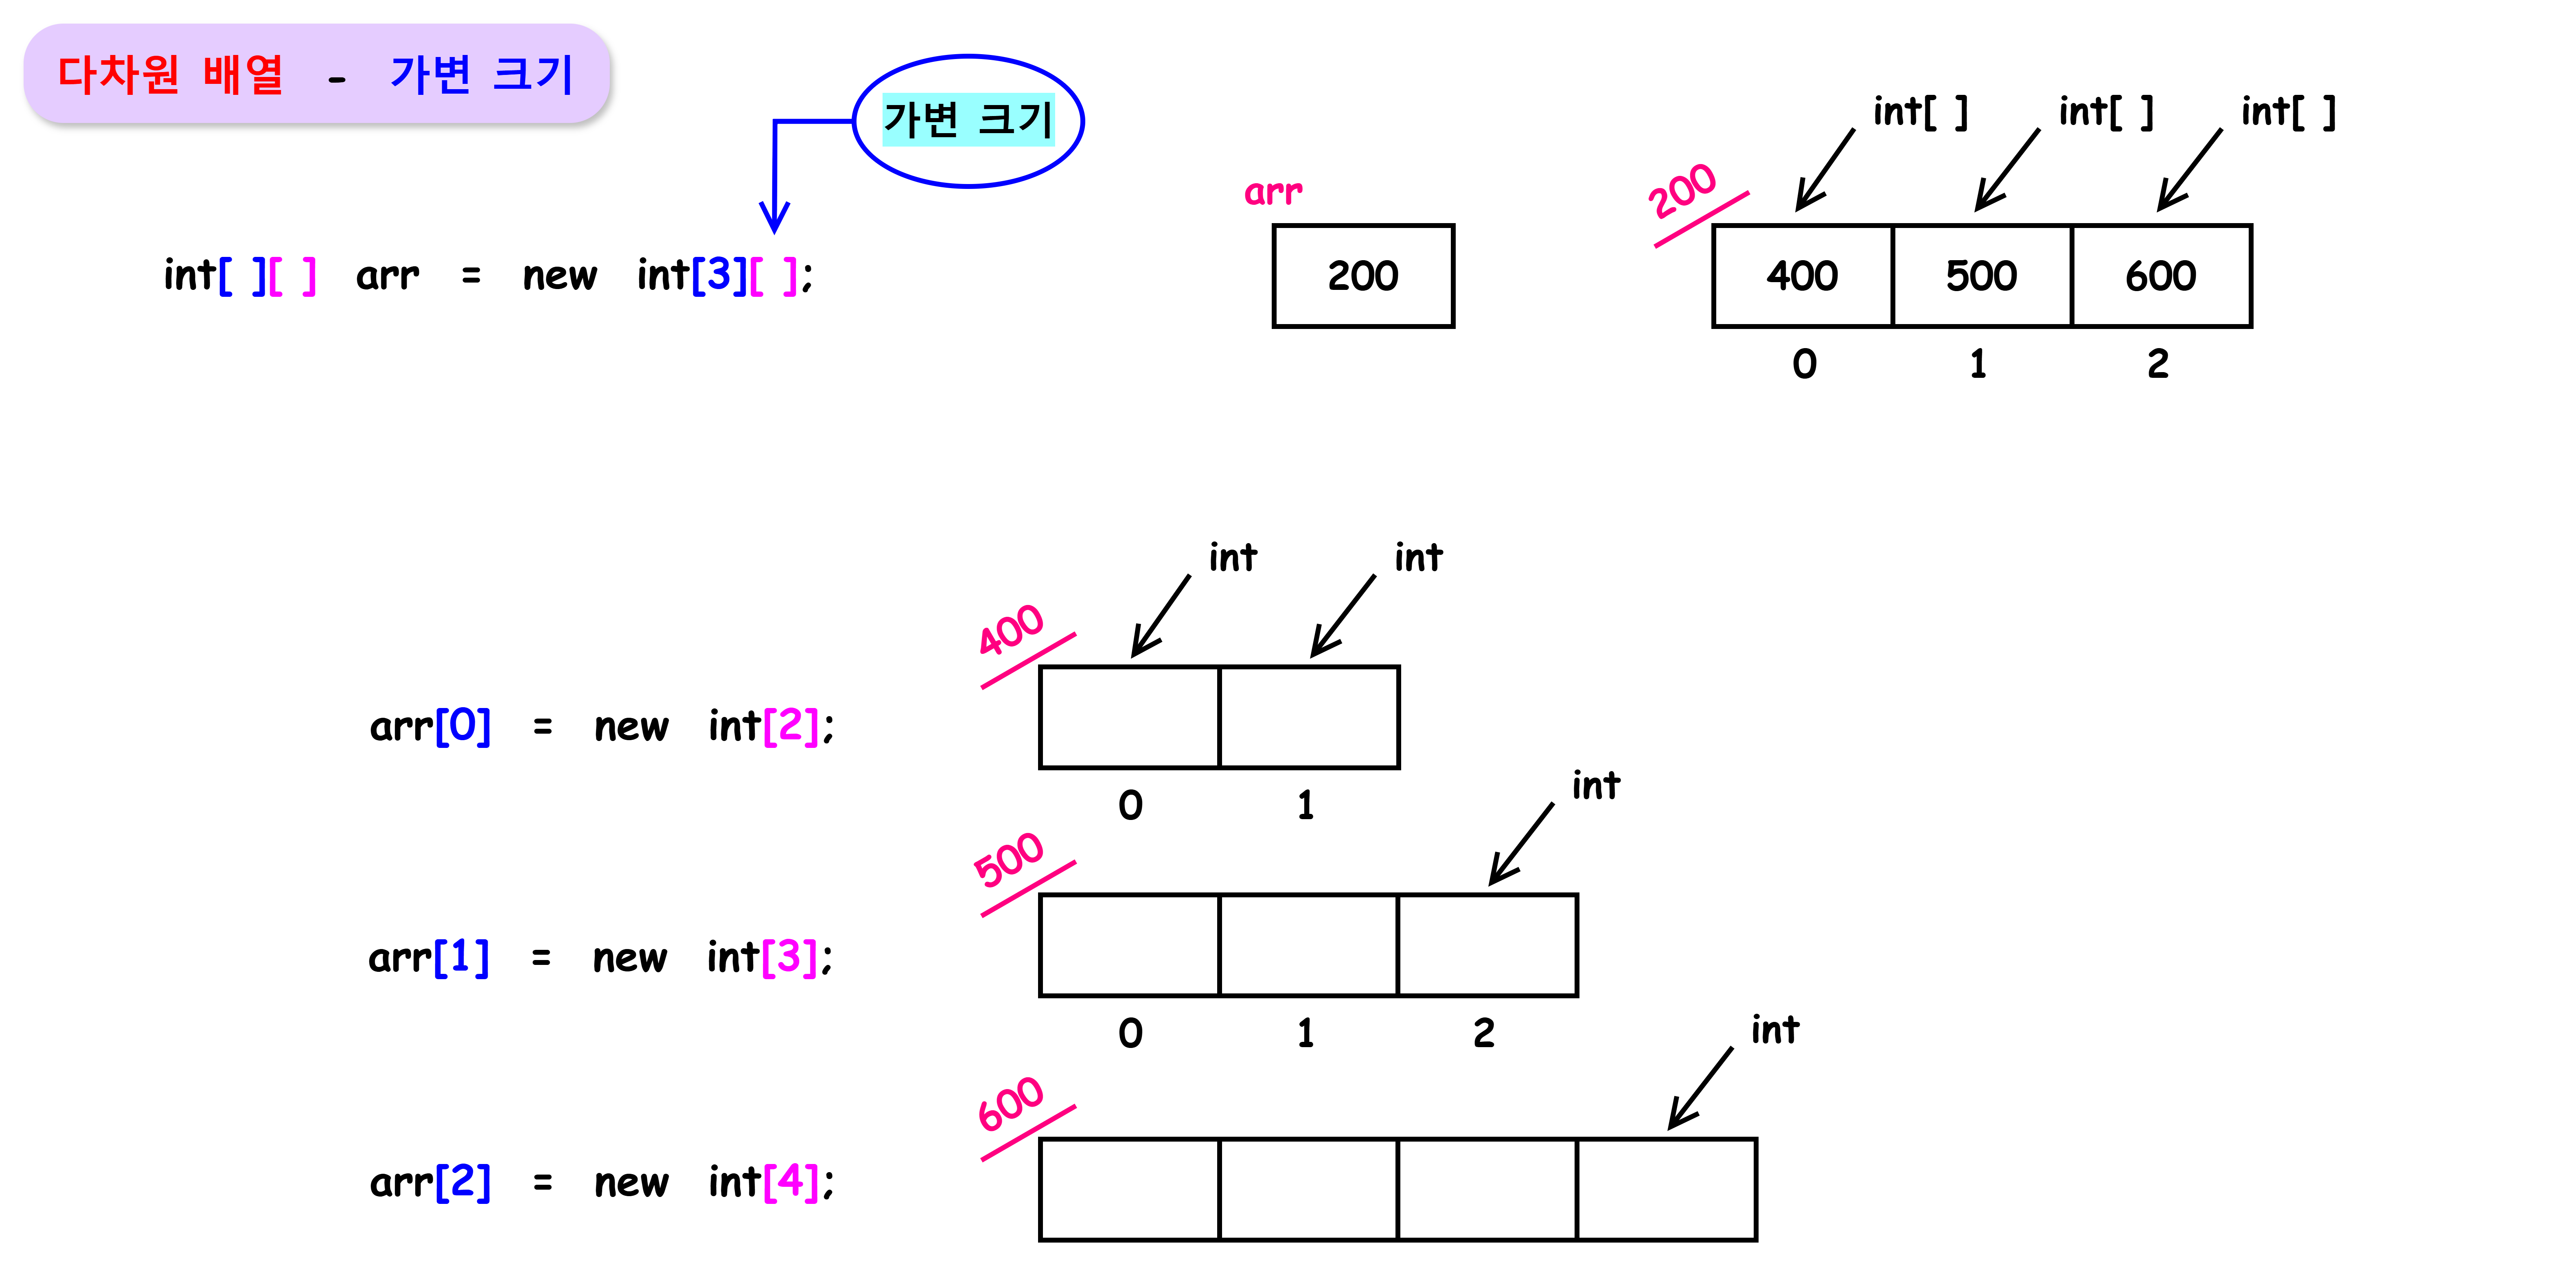 다차원 배열 - 가변 크기
가변 크기
int[ ] int[ ] int[ ]
arr
200
int[ ][ ] arr = new int[3][ ];
200
400 500 600
0 1 2
int int
400
arr[0] = new int[2];
0 1
int
500
arr[1] = new int[3];
0 1 2
int
600
arr[2] = new int[4];